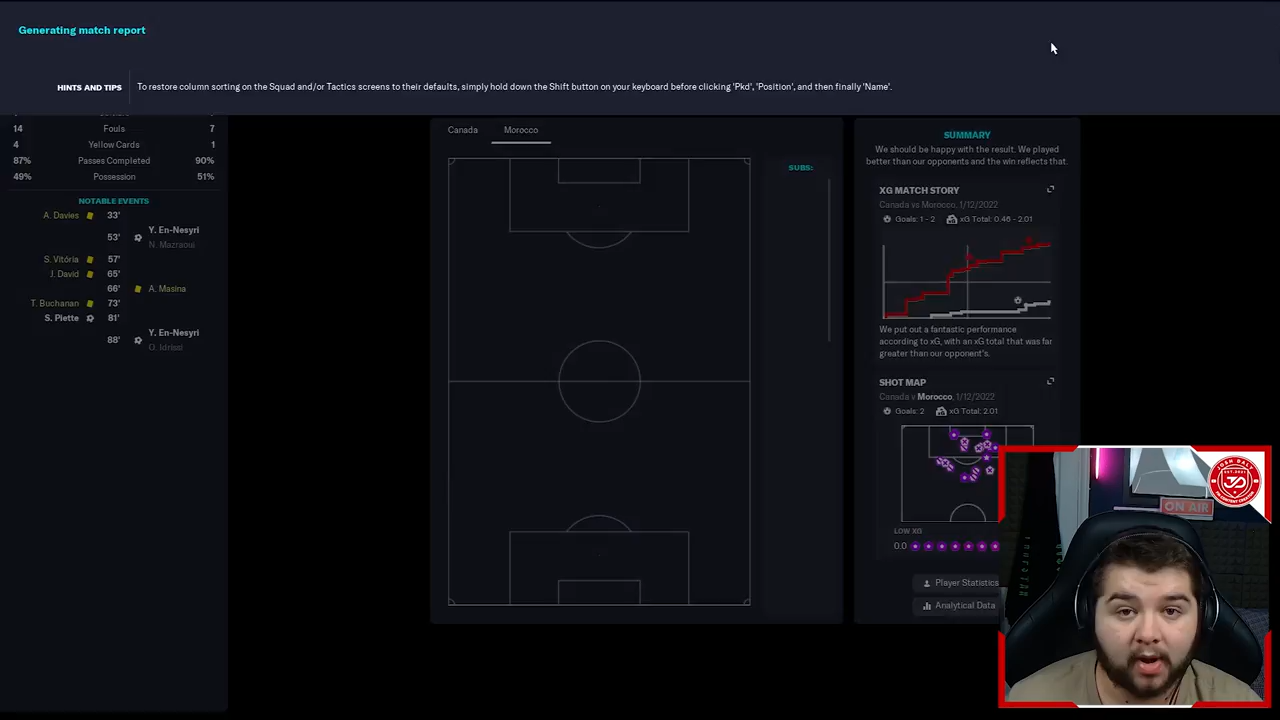 Generating match report
HINTS AND TIPS
To restore column sorting on the Squad and/or Tactics screens to their defaults, simply hold down the Shift button on your keyboard before clicking 'Pkd', 'Position', and then finally 'Name'.
14 Fouls 7
4 Yellow Cards 1
87% Passes Completed 90%
49% Possession 51%
NOTABLE EVENTS
A. Davies 33'
53' Y. En-Nesyri
N. Mazraoui
S. Vitória 57'
J. David 65'
66' A. Masina
T. Buchanan 73'
S. Piette 81'
88' Y. En-Nesyri
O. Idrissi
Canada Morocco
SUBS:
SUMMARY
We should be happy with the result. We played
better than our opponents and the win reflects that.
XG MATCH STORY
Canada vs Morocco, 1/12/2022
Goals: 1 - 2 xG Total: 0.46 - 2.01
We put out a fantastic performance
according to xG, with an xG total that was far
greater than our opponent's.
SHOT MAP
Canada v Morocco, 1/12/2022
Goals: 2 xG Total: 2.01
LOW XG
0.0
Player Statistics
Analytical Data
JOSH DALY
JD
ON AIR